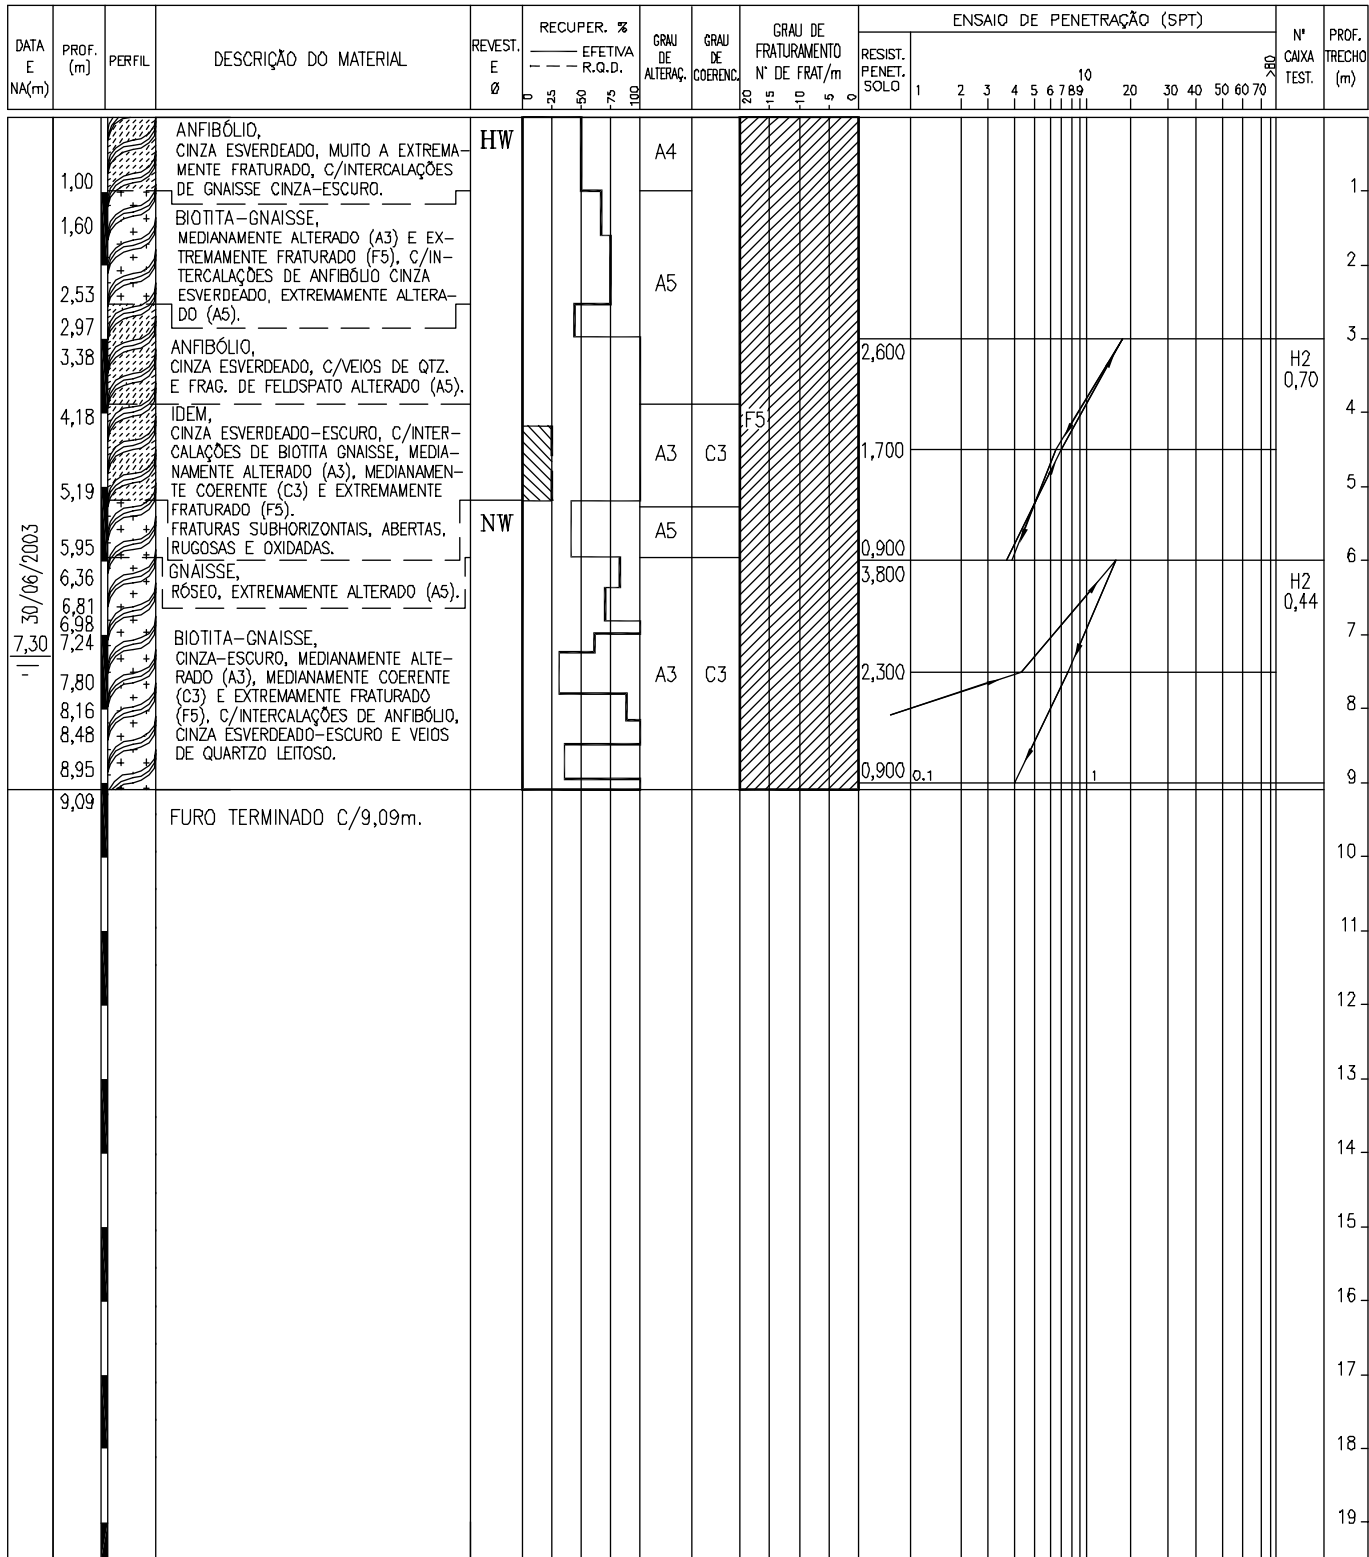 DATA
E
NA(m)
PROF.
(m)
PERFIL
DESCRIÇÃO DO MATERIAL
REVEST.
E
Ø
RECUPER. %
EFETIVA
R.Q.D.
0 25 50 75 100
GRAU
DE
ALTERAÇ.
GRAU
DE
COERENC.
GRAU DE
FRATURAMENTO
N° DE FRAT/m
20 15 10 5 0
ENSAIO DE PENETRAÇÃO (SPT)
RESIST.
PENET.
SOLO
1 2 3 4 5 6 7 8 9 10 20 30 40 50 60 70 >80
N°
CAIXA
TEST.
PROF.
TRECHO
(m)
30/06/2003
7,30
1,00
1,60
2,53
2,97
3,38
4,18
5,19
5,95
6,36
6,81
6,98
7,24
7,80
8,16
8,48
8,95
9,09
ANFIBÓLIO,
CINZA ESVERDEADO, MUITO A EXTREMA-
MENTE FRATURADO, C/INTERCALAÇÕES
DE GNAISSE CINZA-ESCURO.
BIOTITA-GNAISSE,
MEDIANAMENTE ALTERADO (A3) E EX-
TREMAMENTE FRATURADO (F5), C/IN-
TERCALAÇÕES DE ANFIBÓLIO CINZA
ESVERDEADO, EXTREMAMENTE ALTERA-
DO (A5).
ANFIBÓLIO,
CINZA ESVERDEADO, C/VEIOS DE QTZ.
E FRAG. DE FELDSPATO ALTERADO (A5).
IDEM,
CINZA ESVERDEADO-ESCURO, C/INTER-
CALAÇÕES DE BIOTITA GNAISSE, MEDIA-
NAMENTE ALTERADO (A3), MEDIANAMEN-
TE COERENTE (C3) E EXTREMAMENTE
FRATURADO (F5).
FRATURAS SUBHORIZONTAIS, ABERTAS,
RUGOSAS E OXIDADAS.
GNAISSE,
RÓSEO, EXTREMAMENTE ALTERADO (A5).
BIOTITA-GNAISSE,
CINZA-ESCURO, MEDIANAMENTE ALTE-
RADO (A3), MEDIANAMENTE COERENTE
(C3) E EXTREMAMENTE FRATURADO
(F5), C/INTERCALAÇÕES DE ANFIBÓLIO,
CINZA ESVERDEADO-ESCURO E VEIOS
DE QUARTZO LEITOSO.
FURO TERMINADO C/9,09m.
HW
NW
A4
A5
A3
A5
A3
C3
C3
F5
2,600
1,700
0,900
3,800
2,300
0,900
0.1
1
H2
0,70
H2
0,44
1
2
3
4
5
6
7
8
9
10
11
12
13
14
15
16
17
18
19